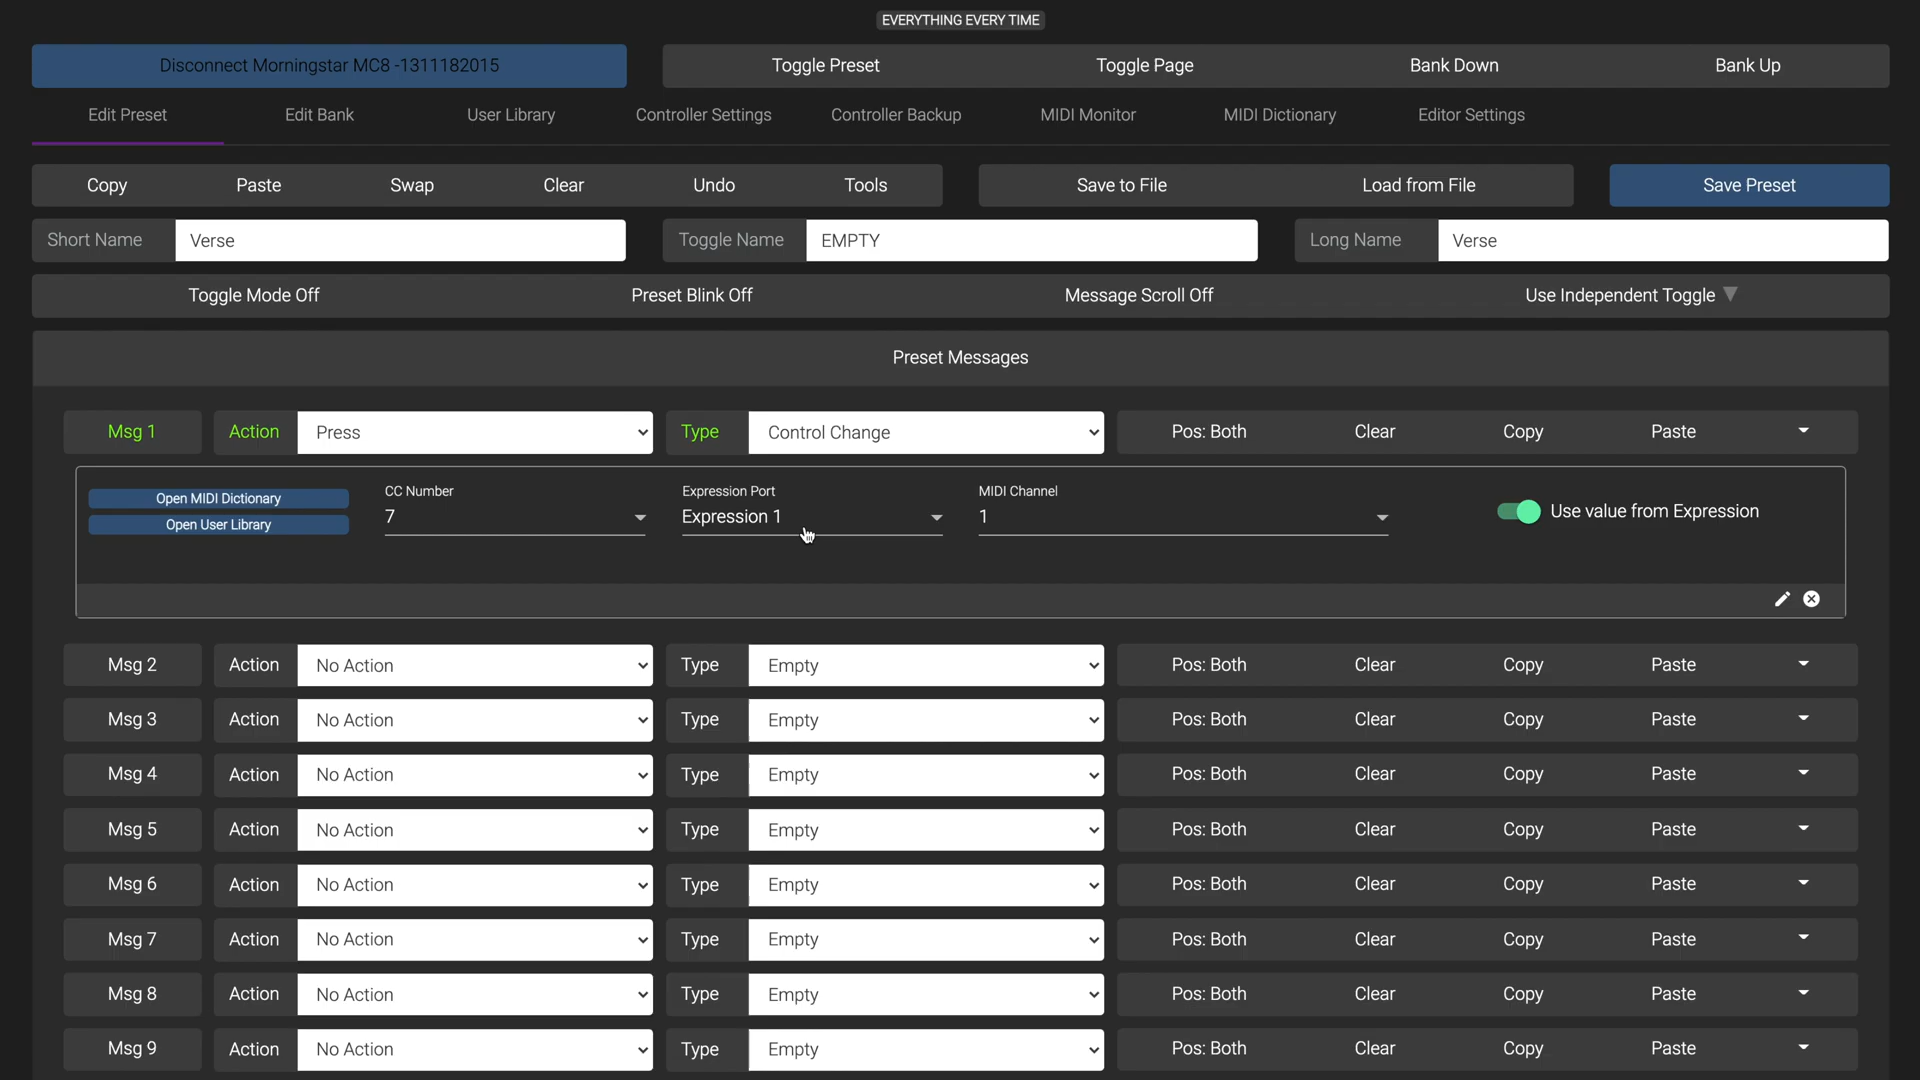 EVERYTHING EVERY TIME
Disconnect Morningstar MC8 -1311182015 Toggle Preset Toggle Page Bank Down Bank Up
Edit Preset Edit Bank User Library Controller Settings Controller Backup MIDI Monitor MIDI Dictionary Editor Settings
Copy Paste Swap Clear Undo Tools Save to File Load from File Save Preset
Short Name Verse Toggle Name EMPTY Long Name Verse
Toggle Mode Off Preset Blink Off Message Scroll Off Use Independent Toggle
Preset Messages
Msg 1 Action Press Type Control Change Pos: Both Clear Copy Paste
Open MIDI Dictionary CC Number Expression Port MIDI Channel
Open User Library 7 Expression 1 1 Use value from Expression
Msg 2 Action No Action Type Empty Pos: Both Clear Copy Paste
Msg 3 Action No Action Type Empty Pos: Both Clear Copy Paste
Msg 4 Action No Action Type Empty Pos: Both Clear Copy Paste
Msg 5 Action No Action Type Empty Pos: Both Clear Copy Paste
Msg 6 Action No Action Type Empty Pos: Both Clear Copy Paste
Msg 7 Action No Action Type Empty Pos: Both Clear Copy Paste
Msg 8 Action No Action Type Empty Pos: Both Clear Copy Paste
Msg 9 Action No Action Type Empty Pos: Both Clear Copy Paste